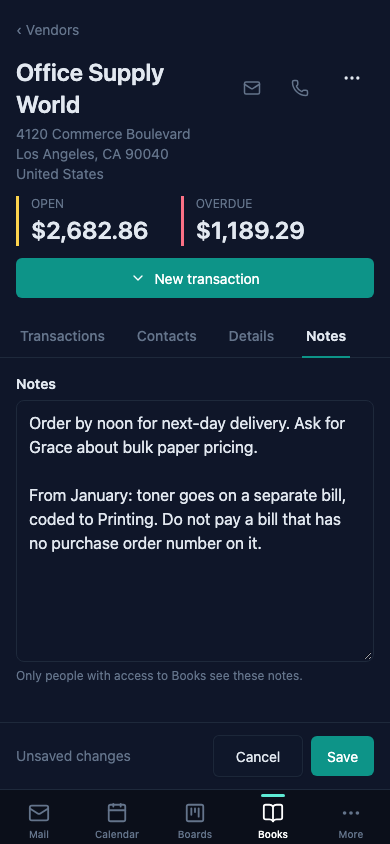 ‹ Vendors
Office Supply
World
4120 Commerce Boulevard
Los Angeles, CA 90040
United States
OPEN
$2,682.86
OVERDUE
$1,189.29
New transaction
Transactions
Contacts
Details
Notes
Notes
Order by noon for next-day delivery. Ask for
Grace about bulk paper pricing.
From January: toner goes on a separate bill,
coded to Printing. Do not pay a bill that has
no purchase order number on it.
Only people with access to Books see these notes.
Unsaved changes
Cancel
Save
Mail
Calendar
Boards
Books
More